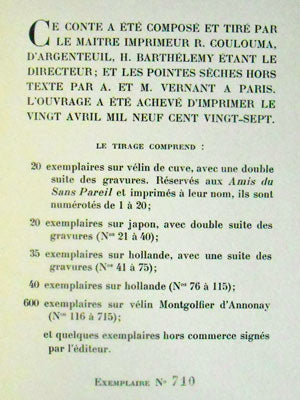 CE CONTE A ÉTÉ COMPOSÉ ET TIRÉ PAR
LE MAITRE IMPRIMEUR R. COULOUMA,
D'ARGENTEUIL, H. BARTHÉLEMY ÉTANT LE
DIRECTEUR; ET LES POINTES SÈCHES HORS
TEXTE PAR A. ET M. VERNANT A PARIS.
L'OUVRAGE A ÉTÉ ACHEVÉ D'IMPRIMER LE
VINGT AVRIL MIL NEUF CENT VINGT-SEPT.
LE TIRAGE COMPREND :
20 exemplaires sur vélin de cuve, avec une double
suite des gravures. Réservés aux Amis du
Sans Pareil et imprimés à leur nom, ils sont
numérotés de 1 à 20;
20 exemplaires sur japon, avec double suite des
gravures (Nos 21 à 40);
35 exemplaires sur hollande, avec une suite des
gravures (Nos 41 à 75);
40 exemplaires sur hollande (Nos 76 à 115);
600 exemplaires sur vélin Montgolfier d'Annonay
(Nos 116 à 715);
et quelques exemplaires hors commerce signés
par l'éditeur.
EXEMPLAIRE No 710